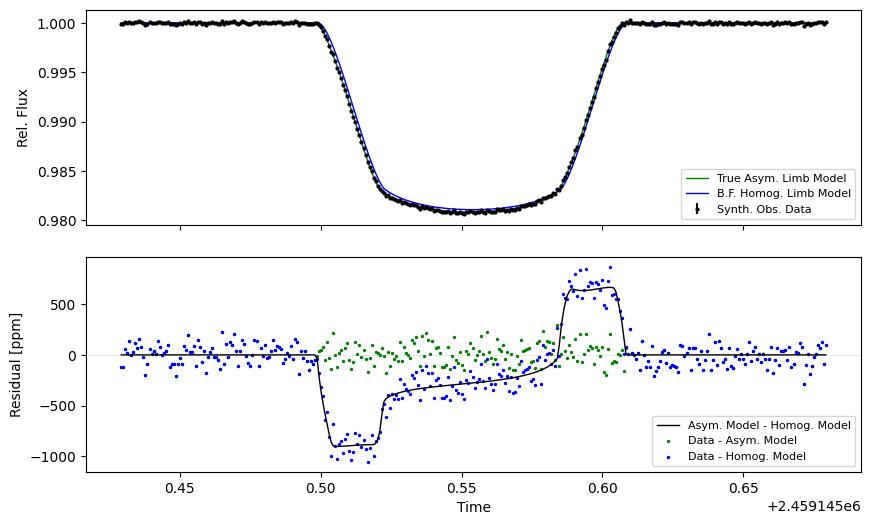 1.000
0.995
0.990
0.985
0.980
Rel. Flux
True Asym. Limb Model
B.F. Homog. Limb Model
Synth. Obs. Data
500
0
−500
−1000
Residual [ppm]
Asym. Model - Homog. Model
Data - Asym. Model
Data - Homog. Model
0.45 0.50 0.55 0.60 0.65
Time
+2.459145e6